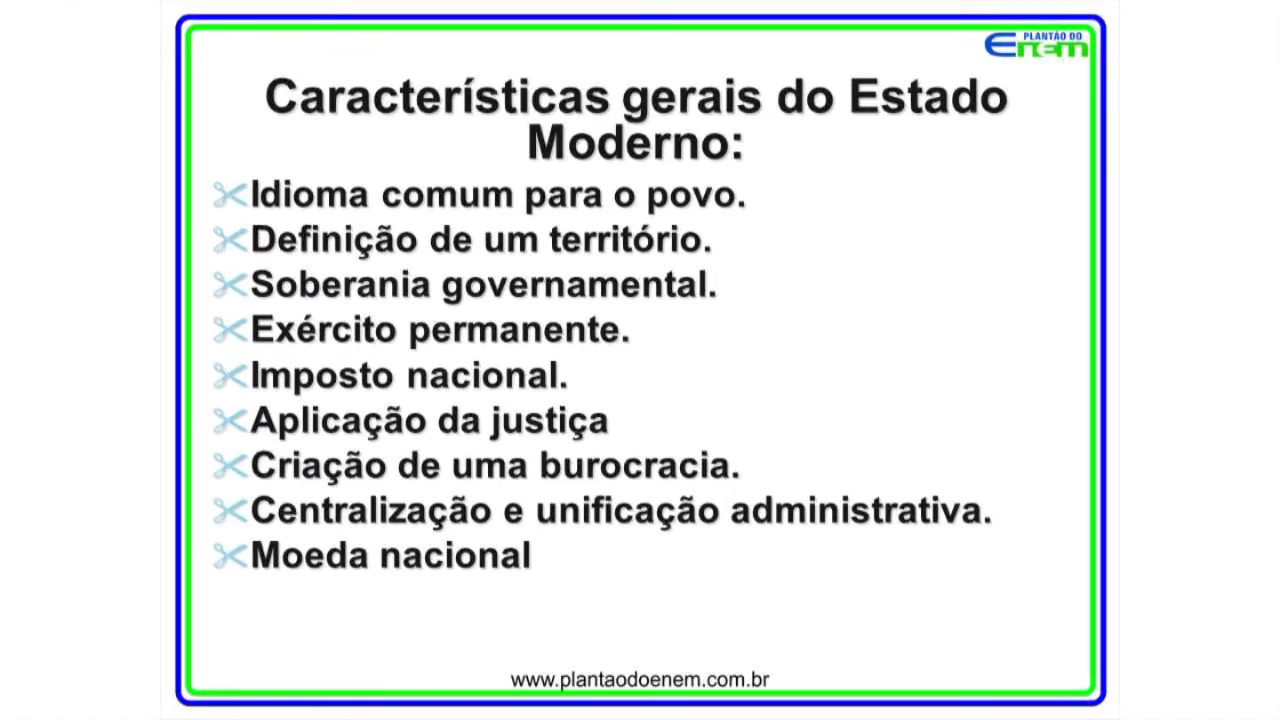 PLANTÃO DO
Enem
Características gerais do Estado
Moderno:
Idioma comum para o povo.
Definição de um território.
Soberania governamental.
Exército permanente.
Imposto nacional.
Aplicação da justiça
Criação de uma burocracia.
Centralização e unificação administrativa.
Moeda nacional
www.plantaodoenem.com.br